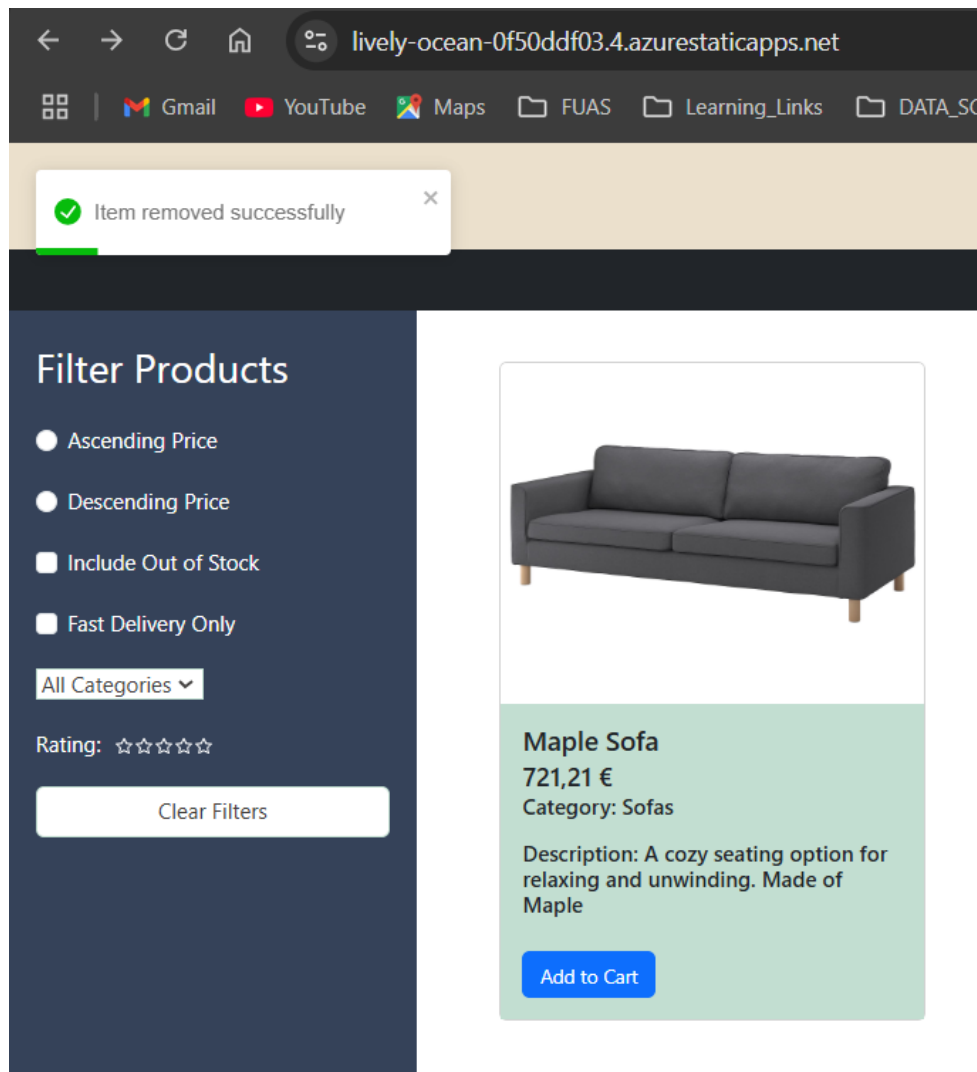 lively-ocean-0f50ddf03.4.azurestaticapps.net
Gmail YouTube Maps FUAS Learning_Links DATA_SC
Item removed successfully ×
Filter Products
Ascending Price
Descending Price
Include Out of Stock
Fast Delivery Only
All Categories
Rating: ☆☆☆☆☆
Clear Filters
Maple Sofa
721,21 €
Category: Sofas
Description: A cozy seating option for
relaxing and unwinding. Made of
Maple
Add to Cart